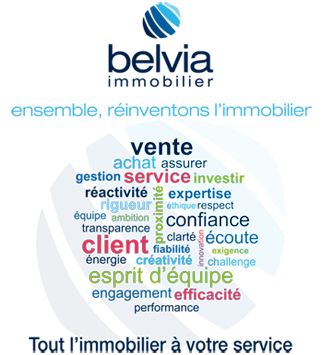 belvia
immobilier
ensemble, réinventons l'immobilier
vente
achat assurer
gestion service investir
réactivité proximité expertise
rigueur éthique respect
équipe ambition confiance
transparence clarté écoute
client fiabilité innovation exigence
énergie créativité challenge
esprit d'équipe
engagement efficacité
performance
Tout l'immobilier à votre service